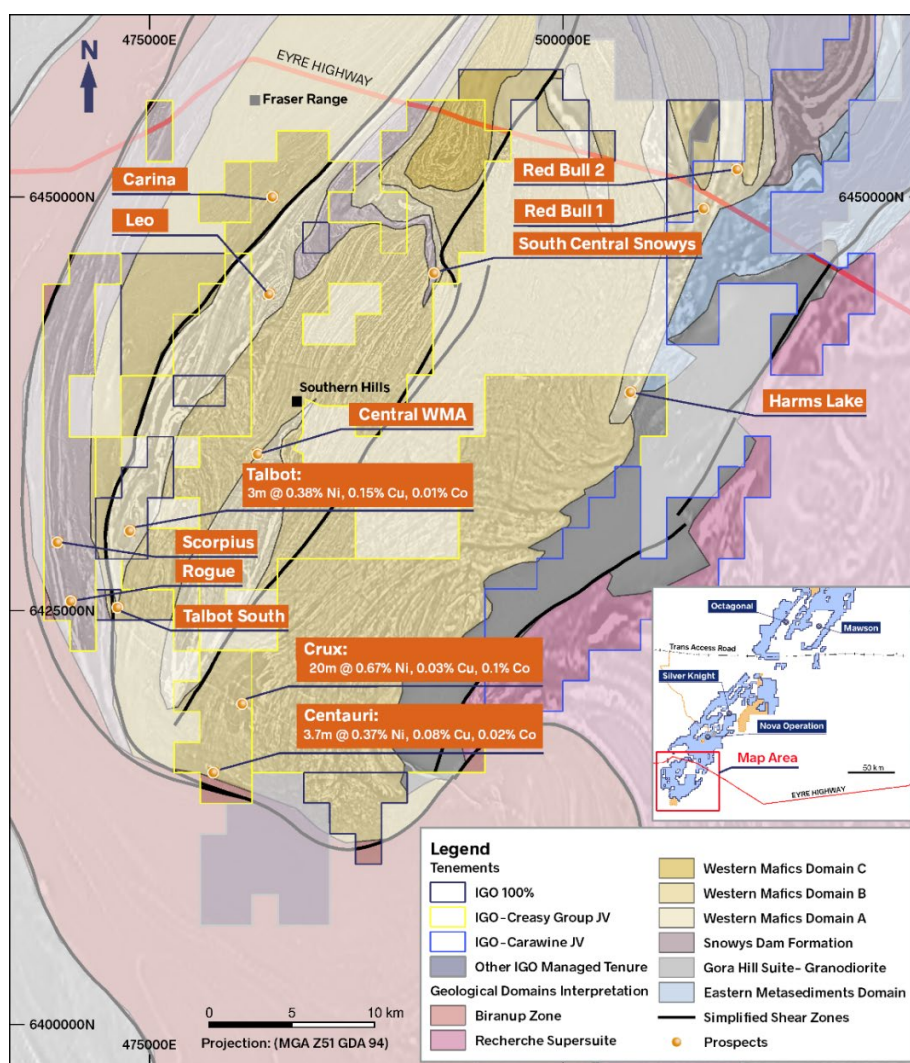 475000E
500000E
N
EYRE HIGHWAY
Fraser Range
Carina
Red Bull 2
6450000N
6450000N
Leo
Red Bull 1
South Central Snowys
Southern Hills
Central WMA
Harms Lake
Talbot:
3m @ 0.38% Ni, 0.15% Cu, 0.01% Co
Scorpius
Rogue
6425000N
Talbot South
Crux:
20m @ 0.67% Ni, 0.03% Cu, 0.1% Co
Centauri:
3.7m @ 0.37% Ni, 0.08% Cu, 0.02% Co
Octagonal
Mawson
Trans Access Road
Silver Knight
Nova Operation
Map Area
50 km
EYRE HIGHWAY
Legend
Tenements
IGO 100%
IGO-Creasy Group JV
IGO-Carawine JV
Other IGO Managed Tenure
Geological Domains Interpretation
Biranup Zone
Recherche Supersuite
Western Mafics Domain C
Western Mafics Domain B
Western Mafics Domain A
Snowys Dam Formation
Gora Hill Suite- Granodiorite
Eastern Metasediments Domain
Simplified Shear Zones
Prospects
6400000N
0 5 10 km
Projection: (MGA Z51 GDA 94)
475000E